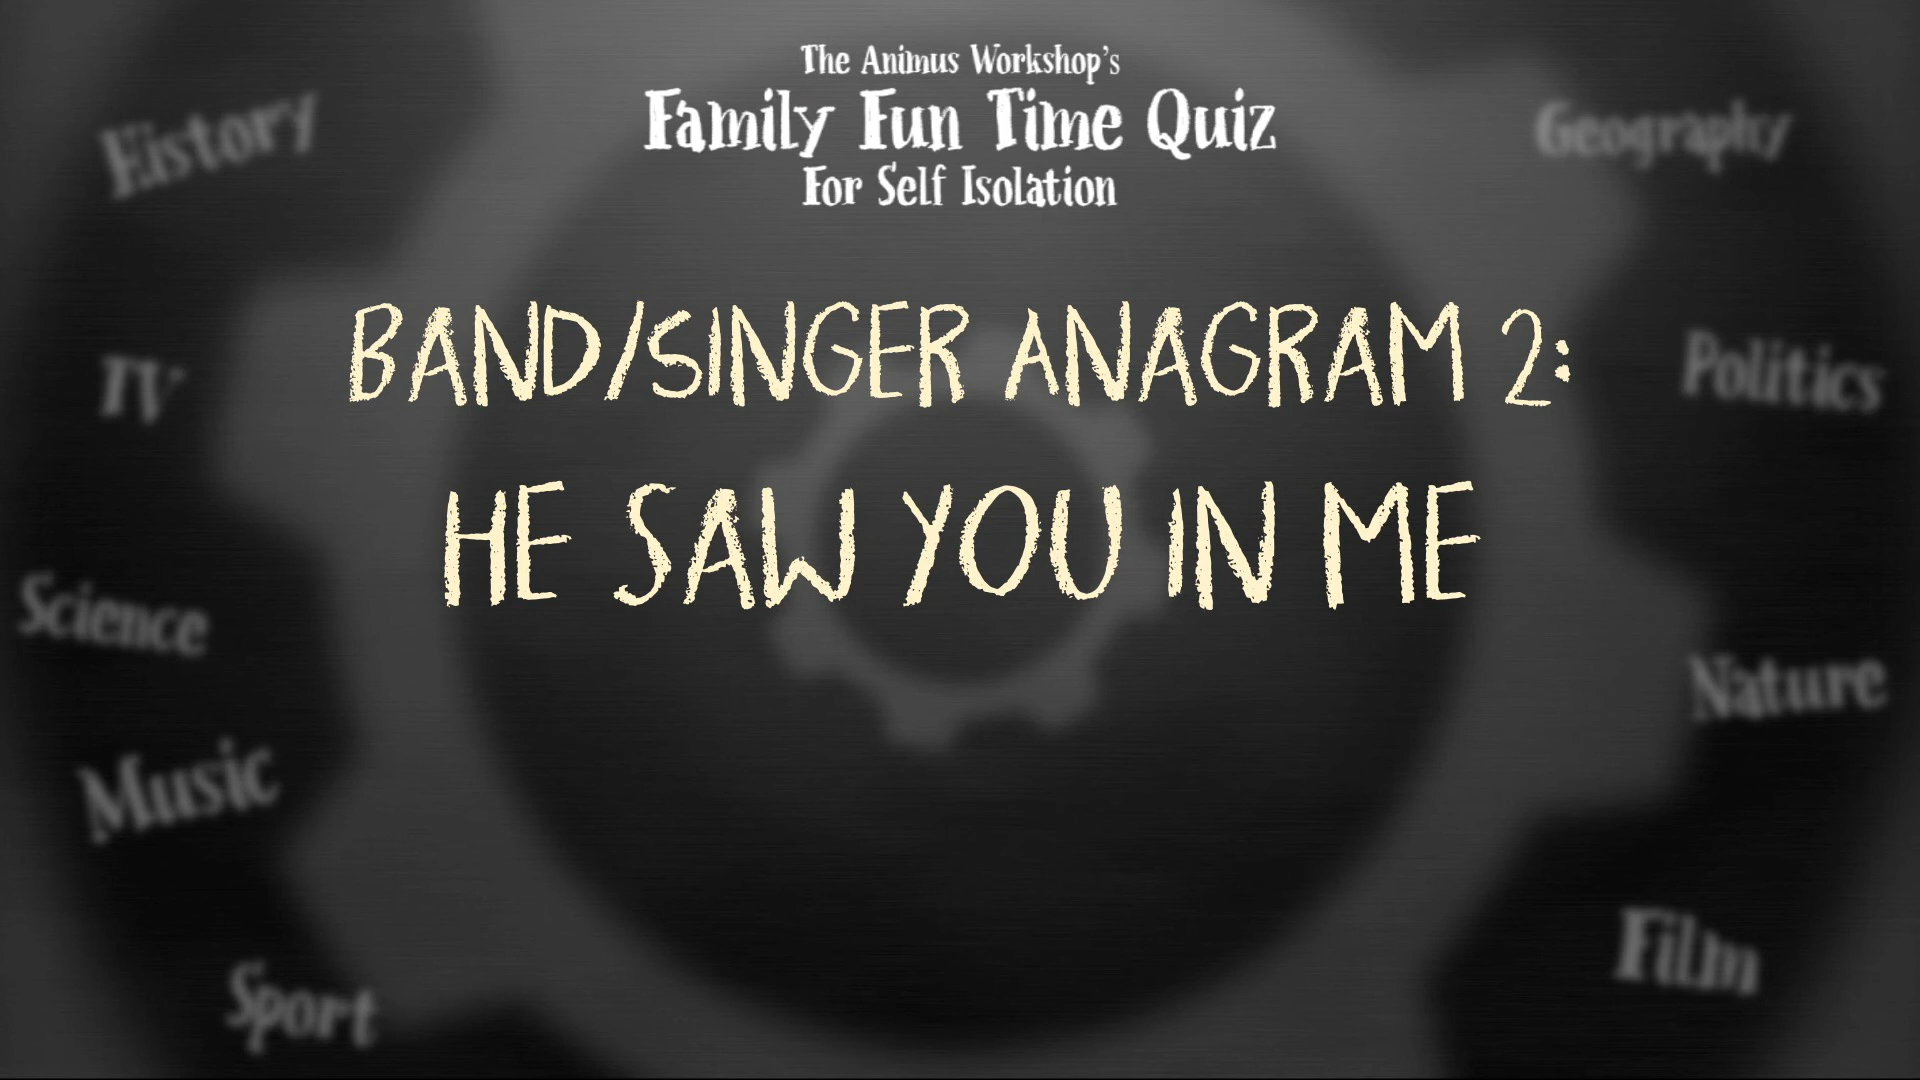 The Animus Workshop's
Family Fun Time Quiz
For Self Isolation
History
Geography
BAND/SINGER ANAGRAM 2:
TV
Politics
HE SAW YOU IN ME
Science
Nature
Music
Film
Sport